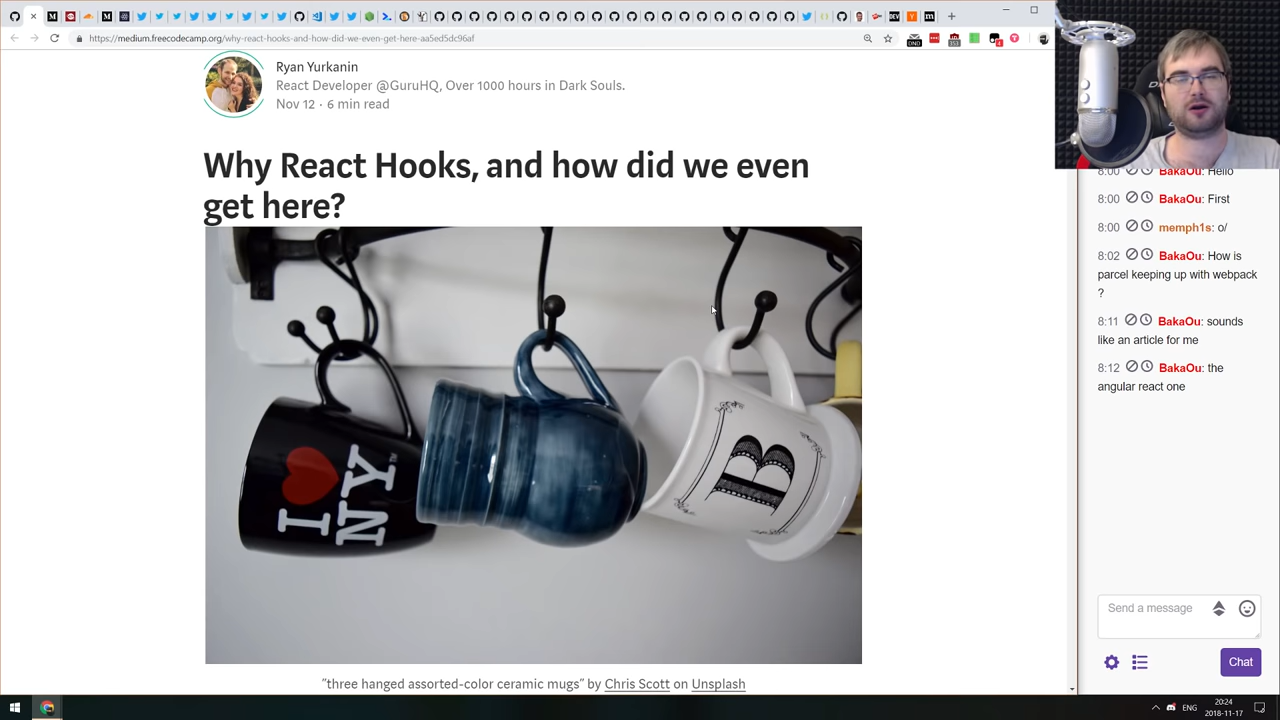 https://medium.freecodecamp.org/why-react-hooks-and-how-did-we-even-get-here-aa5ed5dc96af
Ryan Yurkanin
React Developer @GuruHQ, Over 1000 hours in Dark Souls.
Nov 12 · 6 min read
Why React Hooks, and how did we even
get here?
I NY
B
"three hanged assorted-color ceramic mugs" by Chris Scott on Unsplash
8:00 BakaOu: Hello
8:00 BakaOu: First
8:00 memph1s: o/
8:02 BakaOu: How is
parcel keeping up with webpack
?
8:11 BakaOu: sounds
like an article for me
8:12 BakaOu: the
angular react one
Send a message
Chat
ENG
20:24
2018-11-17